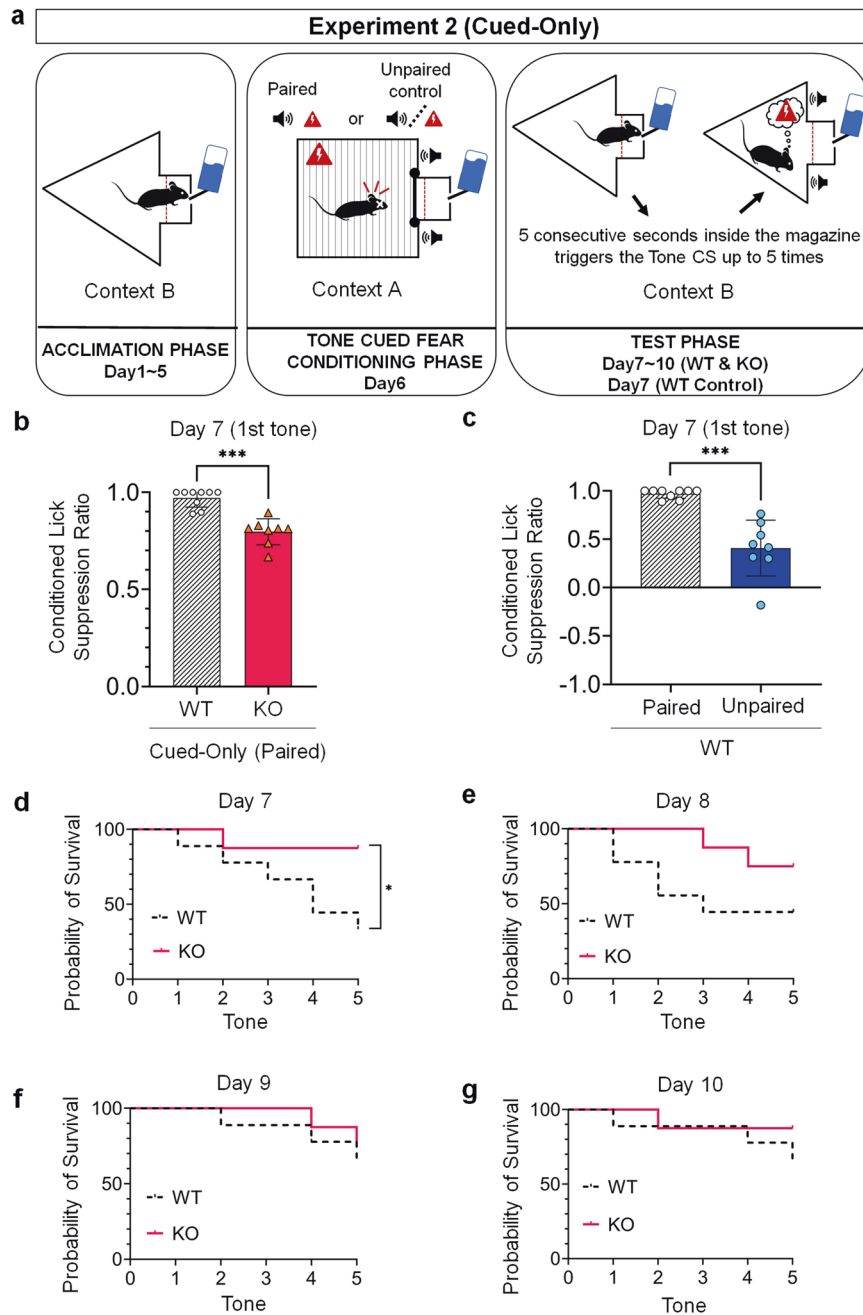 a
Experiment 2 (Cued-Only)
Context B
ACCLIMATION PHASE
Day1~5
Paired
or
Unpaired
control
Context A
TONE CUED FEAR
CONDITIONING PHASE
Day6
5 consecutive seconds inside the magazine
triggers the Tone CS up to 5 times
Context B
TEST PHASE
Day7~10 (WT & KO)
Day7 (WT Control)
b
Day 7 (1st tone)
***
Conditioned Lick
Suppression Ratio
1.0
0.5
0.0
WT
KO
Cued-Only (Paired)
c
Day 7 (1st tone)
***
Conditioned Lick
Suppression Ratio
1.0
0.5
0.0
-0.5
-1.0
Paired
Unpaired
WT
d
Day 7
Probability of Survival
100
50
0
WT
KO
*
0 1 2 3 4 5
Tone
e
Day 8
Probability of Survival
100
50
0
WT
KO
0 1 2 3 4 5
Tone
f
Day 9
Probability of Survival
100
50
0
WT
KO
0 1 2 3 4 5
Tone
g
Day 10
Probability of Survival
100
50
0
WT
KO
0 1 2 3 4 5
Tone